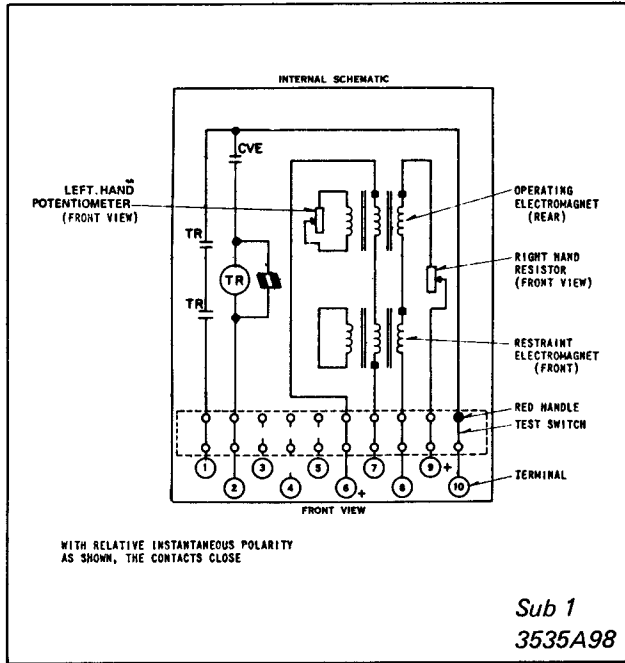 INTERNAL SCHEMATIC
CVE
LEFT.HAND
POTENTIOMETER
(FRONT VIEW)
OPERATING
ELECTROMAGNET
(REAR)
TR
RIGHT HAND
RESISTOR
(FRONT VIEW)
TR
TR
RESTRAINT
ELECTROMAGNET
(FRONT)
RED HANDLE
TEST SWITCH
1 3 5 7 9 +
2 4 6 + 8 10
TERMINAL
FRONT VIEW
WITH RELATIVE INSTANTANEOUS POLARITY
AS SHOWN, THE CONTACTS CLOSE
Sub 1
3535A98